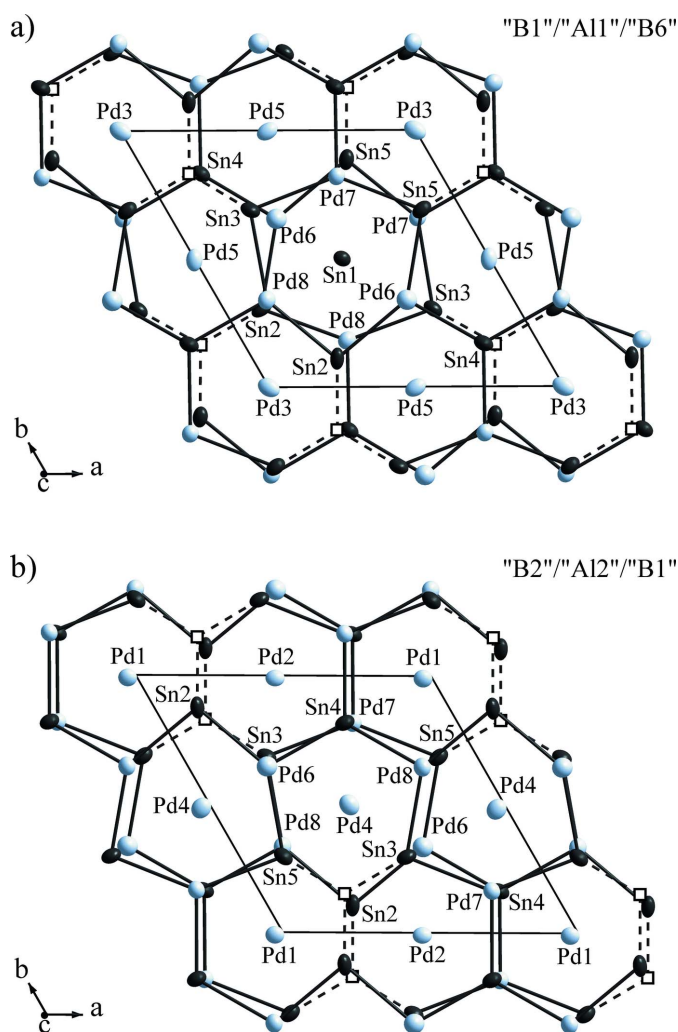 a) "B1"/"Al1"/"B6"
Pd3 Pd5 Pd3
Sn4 Sn5
Sn3 Pd7 Sn5
Pd6 Pd7
Pd5 Sn1 Pd5
Pd8 Pd6 Sn3
Sn2 Pd8
Sn2 Sn4
Pd3 Pd5 Pd3
b
a
c
b) "B2"/"Al2"/"B1"
Pd1 Pd2 Pd1
Sn2 Sn4 Pd7 Sn5
Sn3
Pd6 Pd8
Pd4 Pd4 Pd4
Pd8 Pd6
Sn5 Sn3
Sn2 Pd7 Sn4
Pd1 Pd2 Pd1
b
a
c